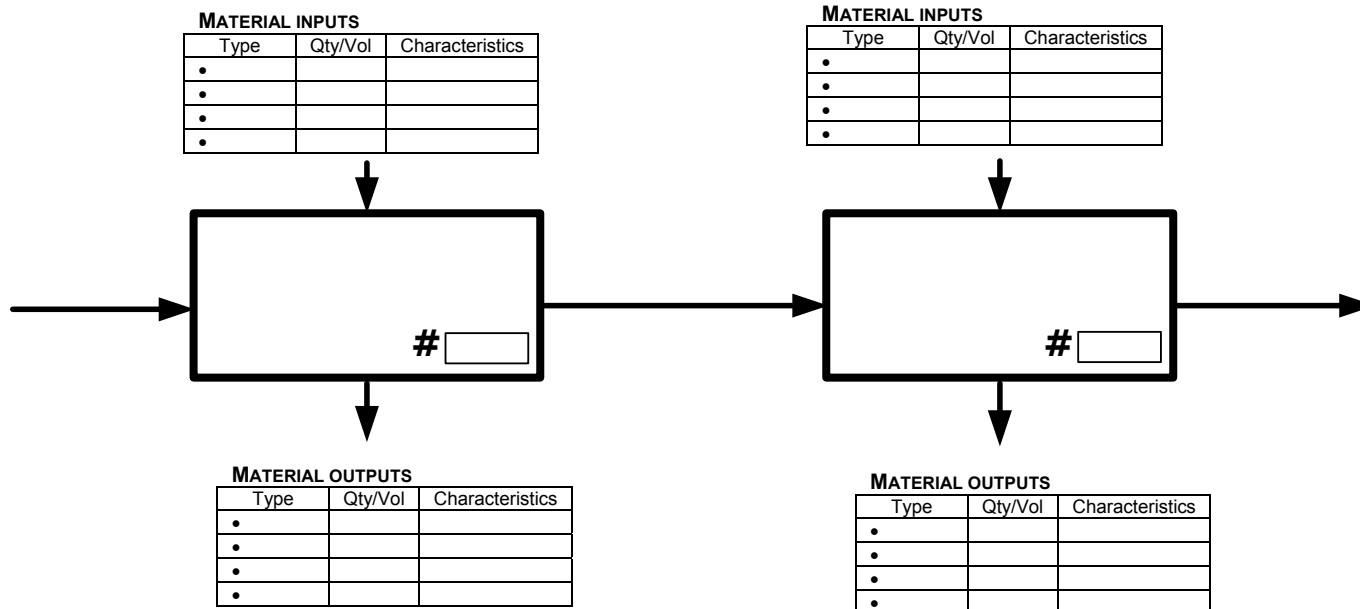 MATERIAL INPUTS
Type Qty/Vol Characteristics
•
•
•
•
MATERIAL INPUTS
Type Qty/Vol Characteristics
•
•
•
•
#
#
MATERIAL OUTPUTS
Type Qty/Vol Characteristics
•
•
•
•
MATERIAL OUTPUTS
Type Qty/Vol Characteristics
•
•
•
•